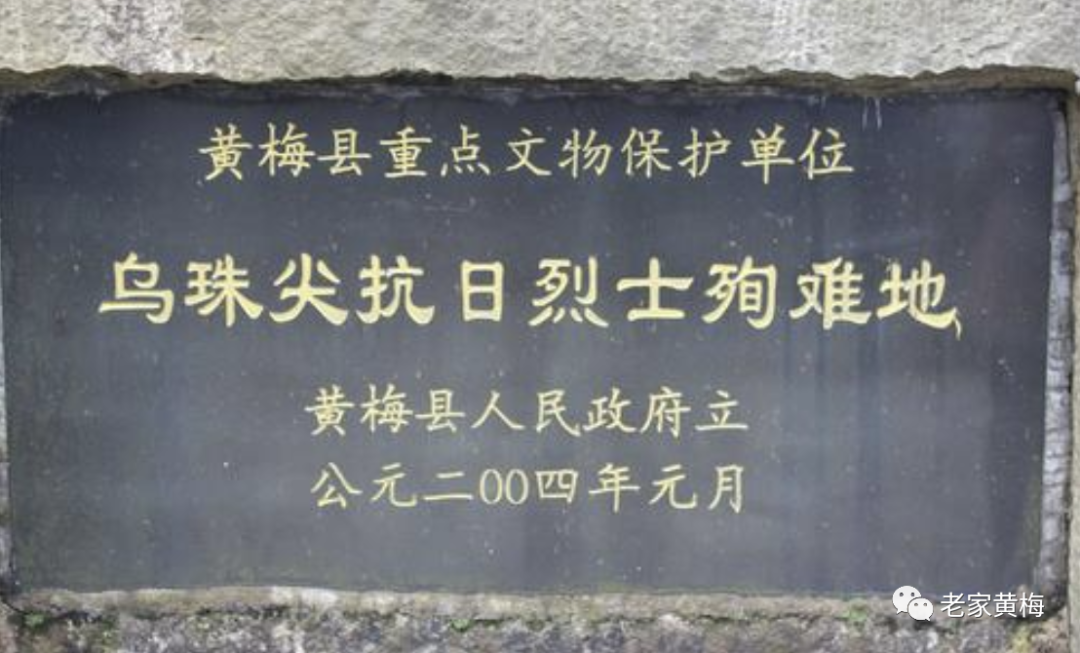 黄梅县重点文物保护单位
乌珠尖抗日烈士殉难地
黄梅县人民政府立
公元二00四年元月
老家黄梅